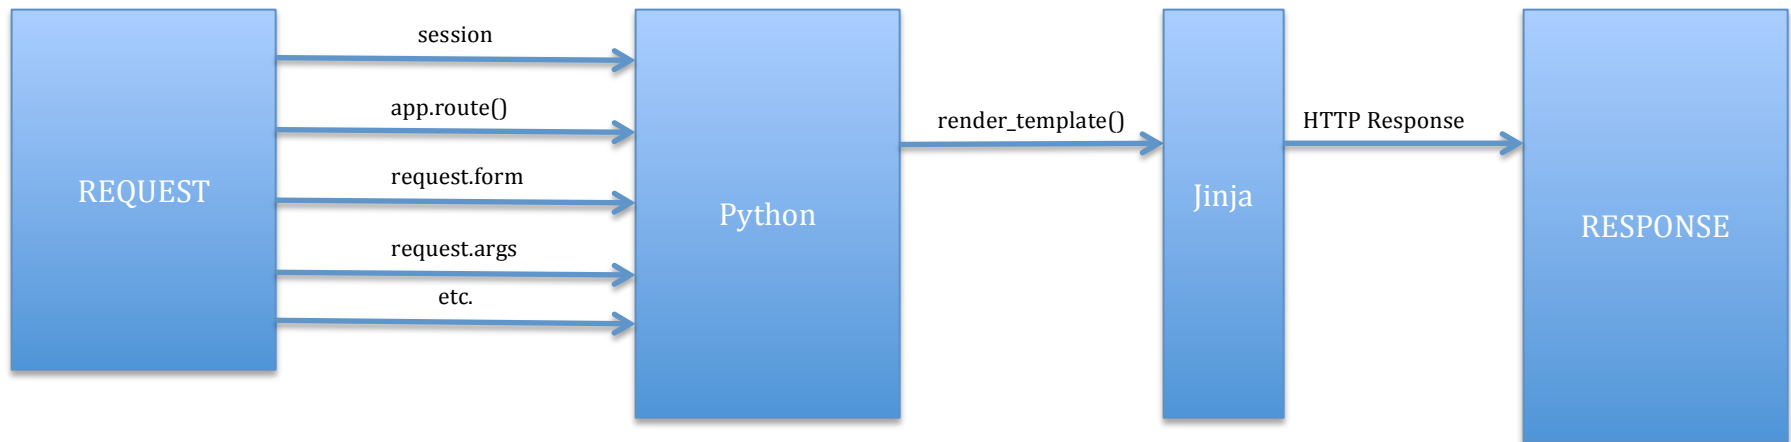 REQUEST
session
app.route()
request.form
request.args
etc.
Python
render_template()
Jinja
HTTP Response
RESPONSE